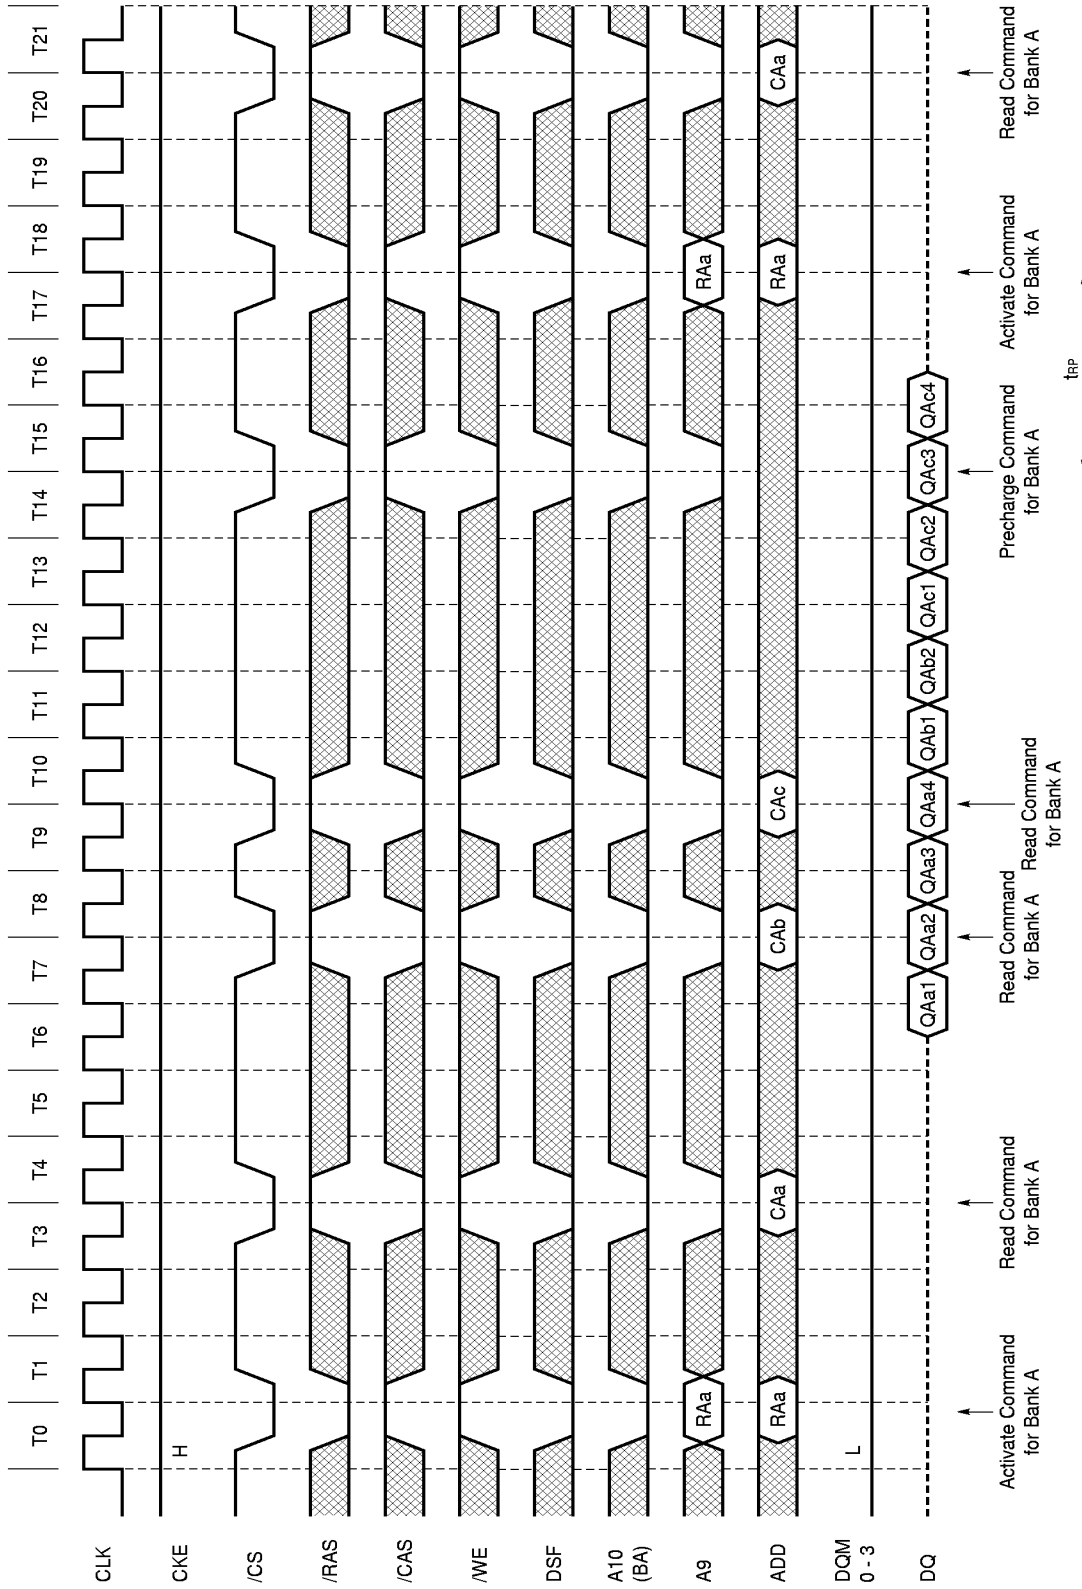 T0 T1 T2 T3 T4 T5 T6 T7 T8 T9 T10 T11 T12 T13 T14 T15 T16 T17 T18 T19 T20 T21
CLK
CKE
H
/CS
/RAS
/CAS
/WE
DSF
A10
(BA)
A9
RAa RAa
ADD
RAa CAa CAb CAc RAa CAa
DQM
0 - 3
L
DQ
QAa1 QAa2 QAa3 QAa4 QAb1 QAb2 QAc1 QAc2 QAc3 QAc4
Activate Command
for Bank A
Read Command
for Bank A
Read Command
for Bank A
Read Command
for Bank A
Precharge Command
for Bank A
Activate Command
for Bank A
Read Command
for Bank A
tRP